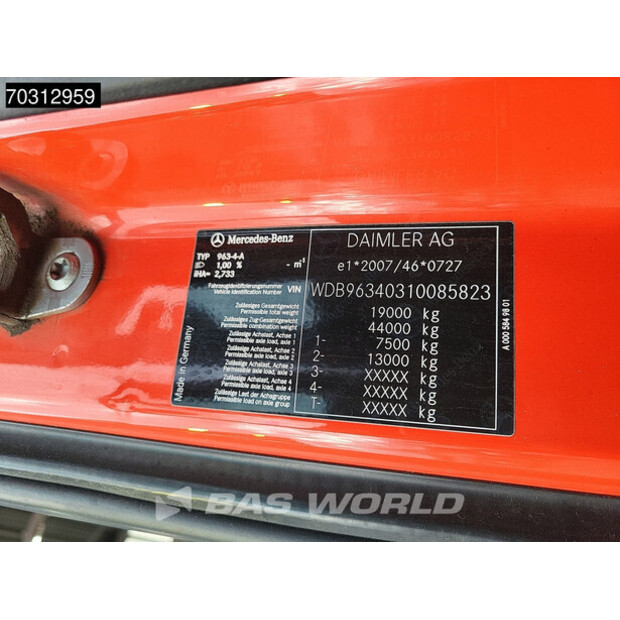 70312959
Mercedes-Benz
TYP 963-4-A
1,00 % - m⁻¹
IHA= 2,733
DAIMLER AG
e1*2007/46*0727
Fahrzeugidentifizierungsnummer
Vehicle Identification Number VIN WDB96340310085823
Zulässiges Gesamtgewicht
Permissible total weight 19000 kg
Zulässiges Zug-Gesamtgewicht
Permissible combination weight 44000 kg
Zulässige Achslast, Achse 1
Permissible axle load, axle 1 1- 7500 kg
Zulässige Achslast, Achse 2
Permissible axle load, axle 2 2- 13000 kg
Zulässige Achslast, Achse 3
Permissible axle load, axle 3 3- XXXXX kg
Zulässige Achslast, Achse 4
Permissible axle load, axle 4 4- XXXXX kg
Zulässige Last der Achsgruppe
Permissible load on axle group T- XXXXX kg
Made in Germany
A 000 584 98 01
BAS WORLD